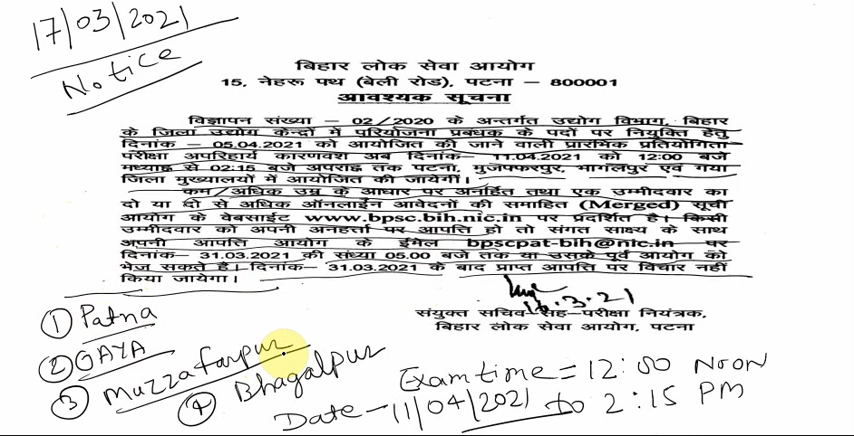 17/03/2021
Notice
बिहार लोक सेवा आयोग
15, नेहरू पथ (बेली रोड), पटना – 800001
आवश्यक सूचना
विज्ञापन संख्या – 02/2020 के अन्तर्गत उद्योग विभाग, बिहार
के जिला उद्योग केन्द्रों में परियोजना प्रबंधक के पदों पर नियुक्ति हेतु
दिनांक – 05.04.2021 को आयोजित की जाने वाली प्रारंभिक प्रतियोगिता
परीक्षा अपरिहार्य कारणवश अब दिनांक– 11.04.2021 को 12:00 बजे
मध्याह्न से 02:15 बजे अपराह्न तक पटना, मुजफ्फरपुर, भागलपुर एवं गया
जिला मुख्यालयों में आयोजित की जायेगी।
कम/अधिक उम्र के आधार पर अनर्हित तथा एक उम्मीदवार का
दो या दो से अधिक ऑनलाईन आवेदनों की समाहित (Merged) सूची
आयोग के वेबसाईट www.bpsc.bih.nic.in पर प्रदर्शित है। किसी
उम्मीदवार को अपनी अनर्हत्ता पर आपत्ति हो तो संगत साक्ष्य के साथ
अपनी आपत्ति आयोग के ईमेल bpscpat-bih@nic.in पर
दिनांक– 31.03.2021 की संध्या 05.00 बजे तक या उसके पूर्व आयोग को
भेज सकते है। दिनांक– 31.03.2021 के बाद प्राप्त आपत्ति पर विचार नहीं
किया जायेगा।
16.3.21
संयुक्त सचिव-सह-परीक्षा नियंत्रक,
बिहार लोक सेवा आयोग, पटना
① Patna
② GAYA
③ Muzzafarpur
④ Bhagalpur
Exam time = 12:00 NOON
to 2:15 PM
Date – 11/04/2021